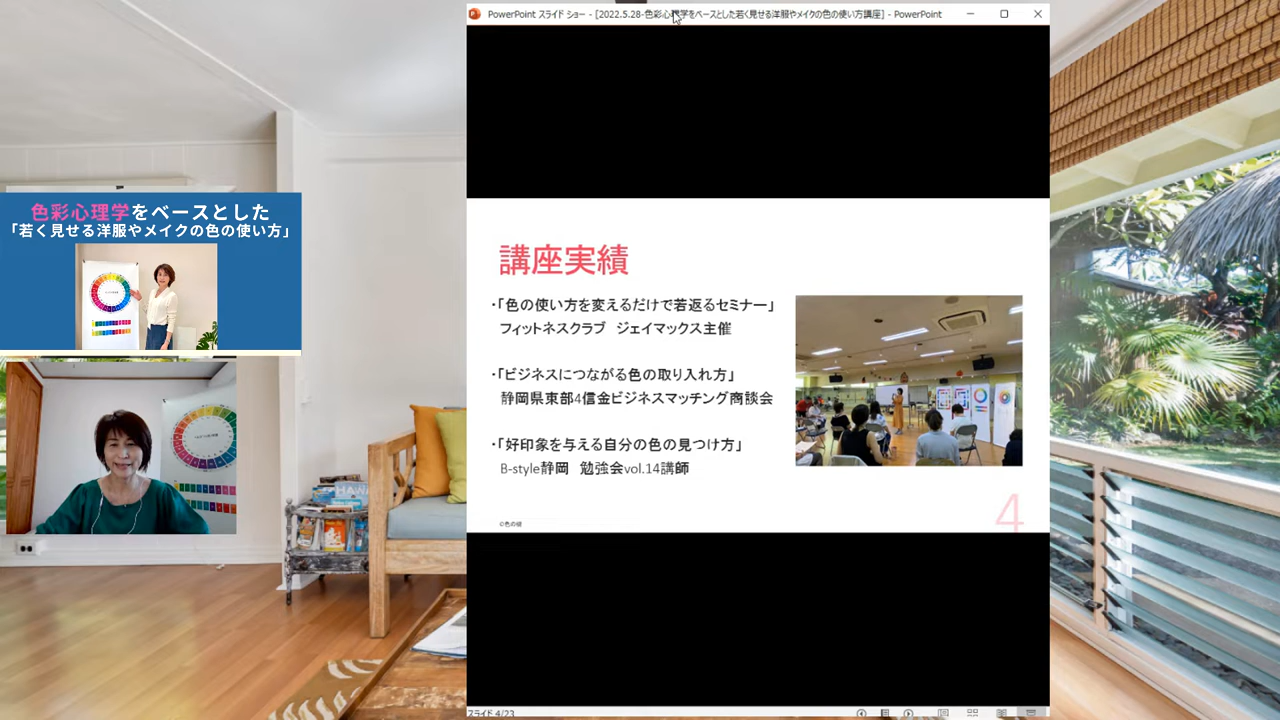 PowerPoint スライド ショー - [2022.5.28-色彩心理学をベースとした若く見せる洋服やメイクの色の使い方講座] - PowerPoint
色彩心理学をベースとした
「若く見せる洋服やメイクの色の使い方」
講座実績
・「色の使い方を変えるだけで若返るセミナー」
フィットネスクラブ ジェイマックス主催
・「ビジネスにつながる色の取り入れ方」
静岡県東部4信金ビジネスマッチング商談会
・「好印象を与える自分の色の見つけ方」
B-style静岡 勉強会vol.14講師
4
スライド 4/23